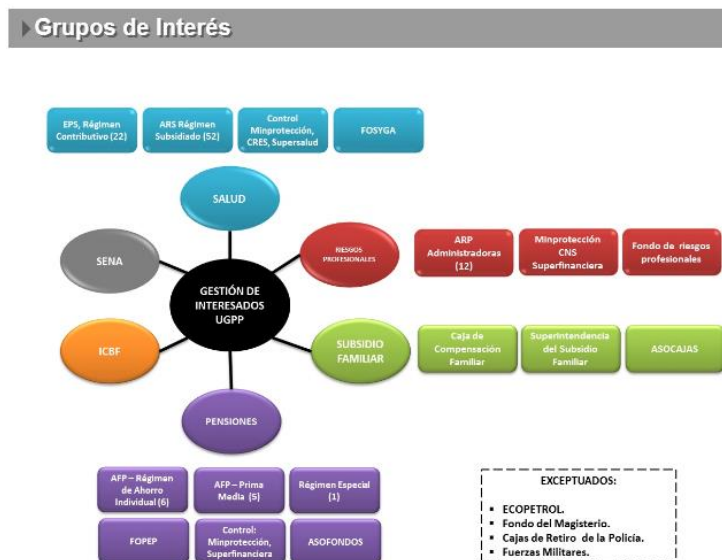 Grupos de Interés
EPS, Régimen
Contributivo (22)
ARS Régimen
Subsidiado (52)
Control
Minprotección,
CRES, Supersalud
FOSYGA
SALUD
SENA
RIESGOS
PROFESIONALES
ARP
Administradoras
(12)
Minprotección
CNS
Superfinanciera
Fondo de riesgos
profesionales
GESTIÓN DE
INTERESADOS
UGPP
ICBF
SUBSIDIO
FAMILIAR
Caja de
Compensación
Familiar
Superintendencia
del Subsidio
Familiar
ASOCAJAS
PENSIONES
AFP – Régimen
de Ahorro
Individual (6)
AFP – Prima
Media (5)
Régimen Especial
(1)
FOPEP
Control:
Minprotección,
Superfinanciera
ASOFONDOS
EXCEPTUADOS:
▪ ECOPETROL.
▪ Fondo del Magisterio.
▪ Cajas de Retiro de la Policía.
▪ Fuerzas Militares.